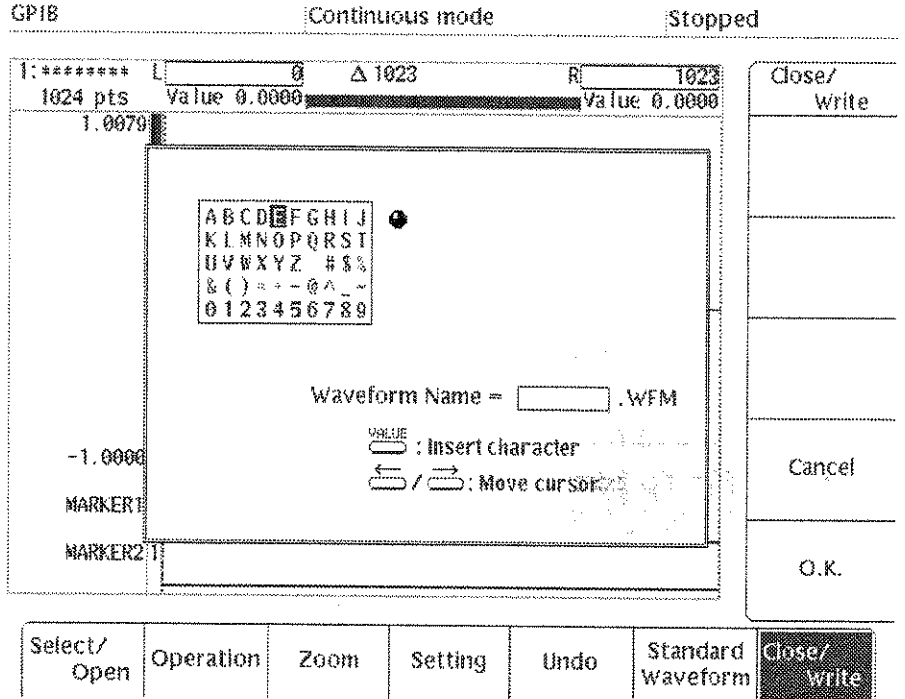 GPIB Continuous mode Stopped
1:******** L 0 Δ 1023 R 1023
1024 pts Value 0.0000 Value 0.0000
Close/
Write
1.0079
ABCDEFGHIJ
KLMNOPQRST
UVWXYZ #$%
&()=+-@^_~
0123456789
Waveform Name = .WFM
VALUE : Insert character
←/→: Move cursor
-1.0000
MARKER1
MARKER2 1
Cancel
O.K.
Select/
Open
Operation
Zoom
Setting
Undo
Standard
Waveform
Close/
Write